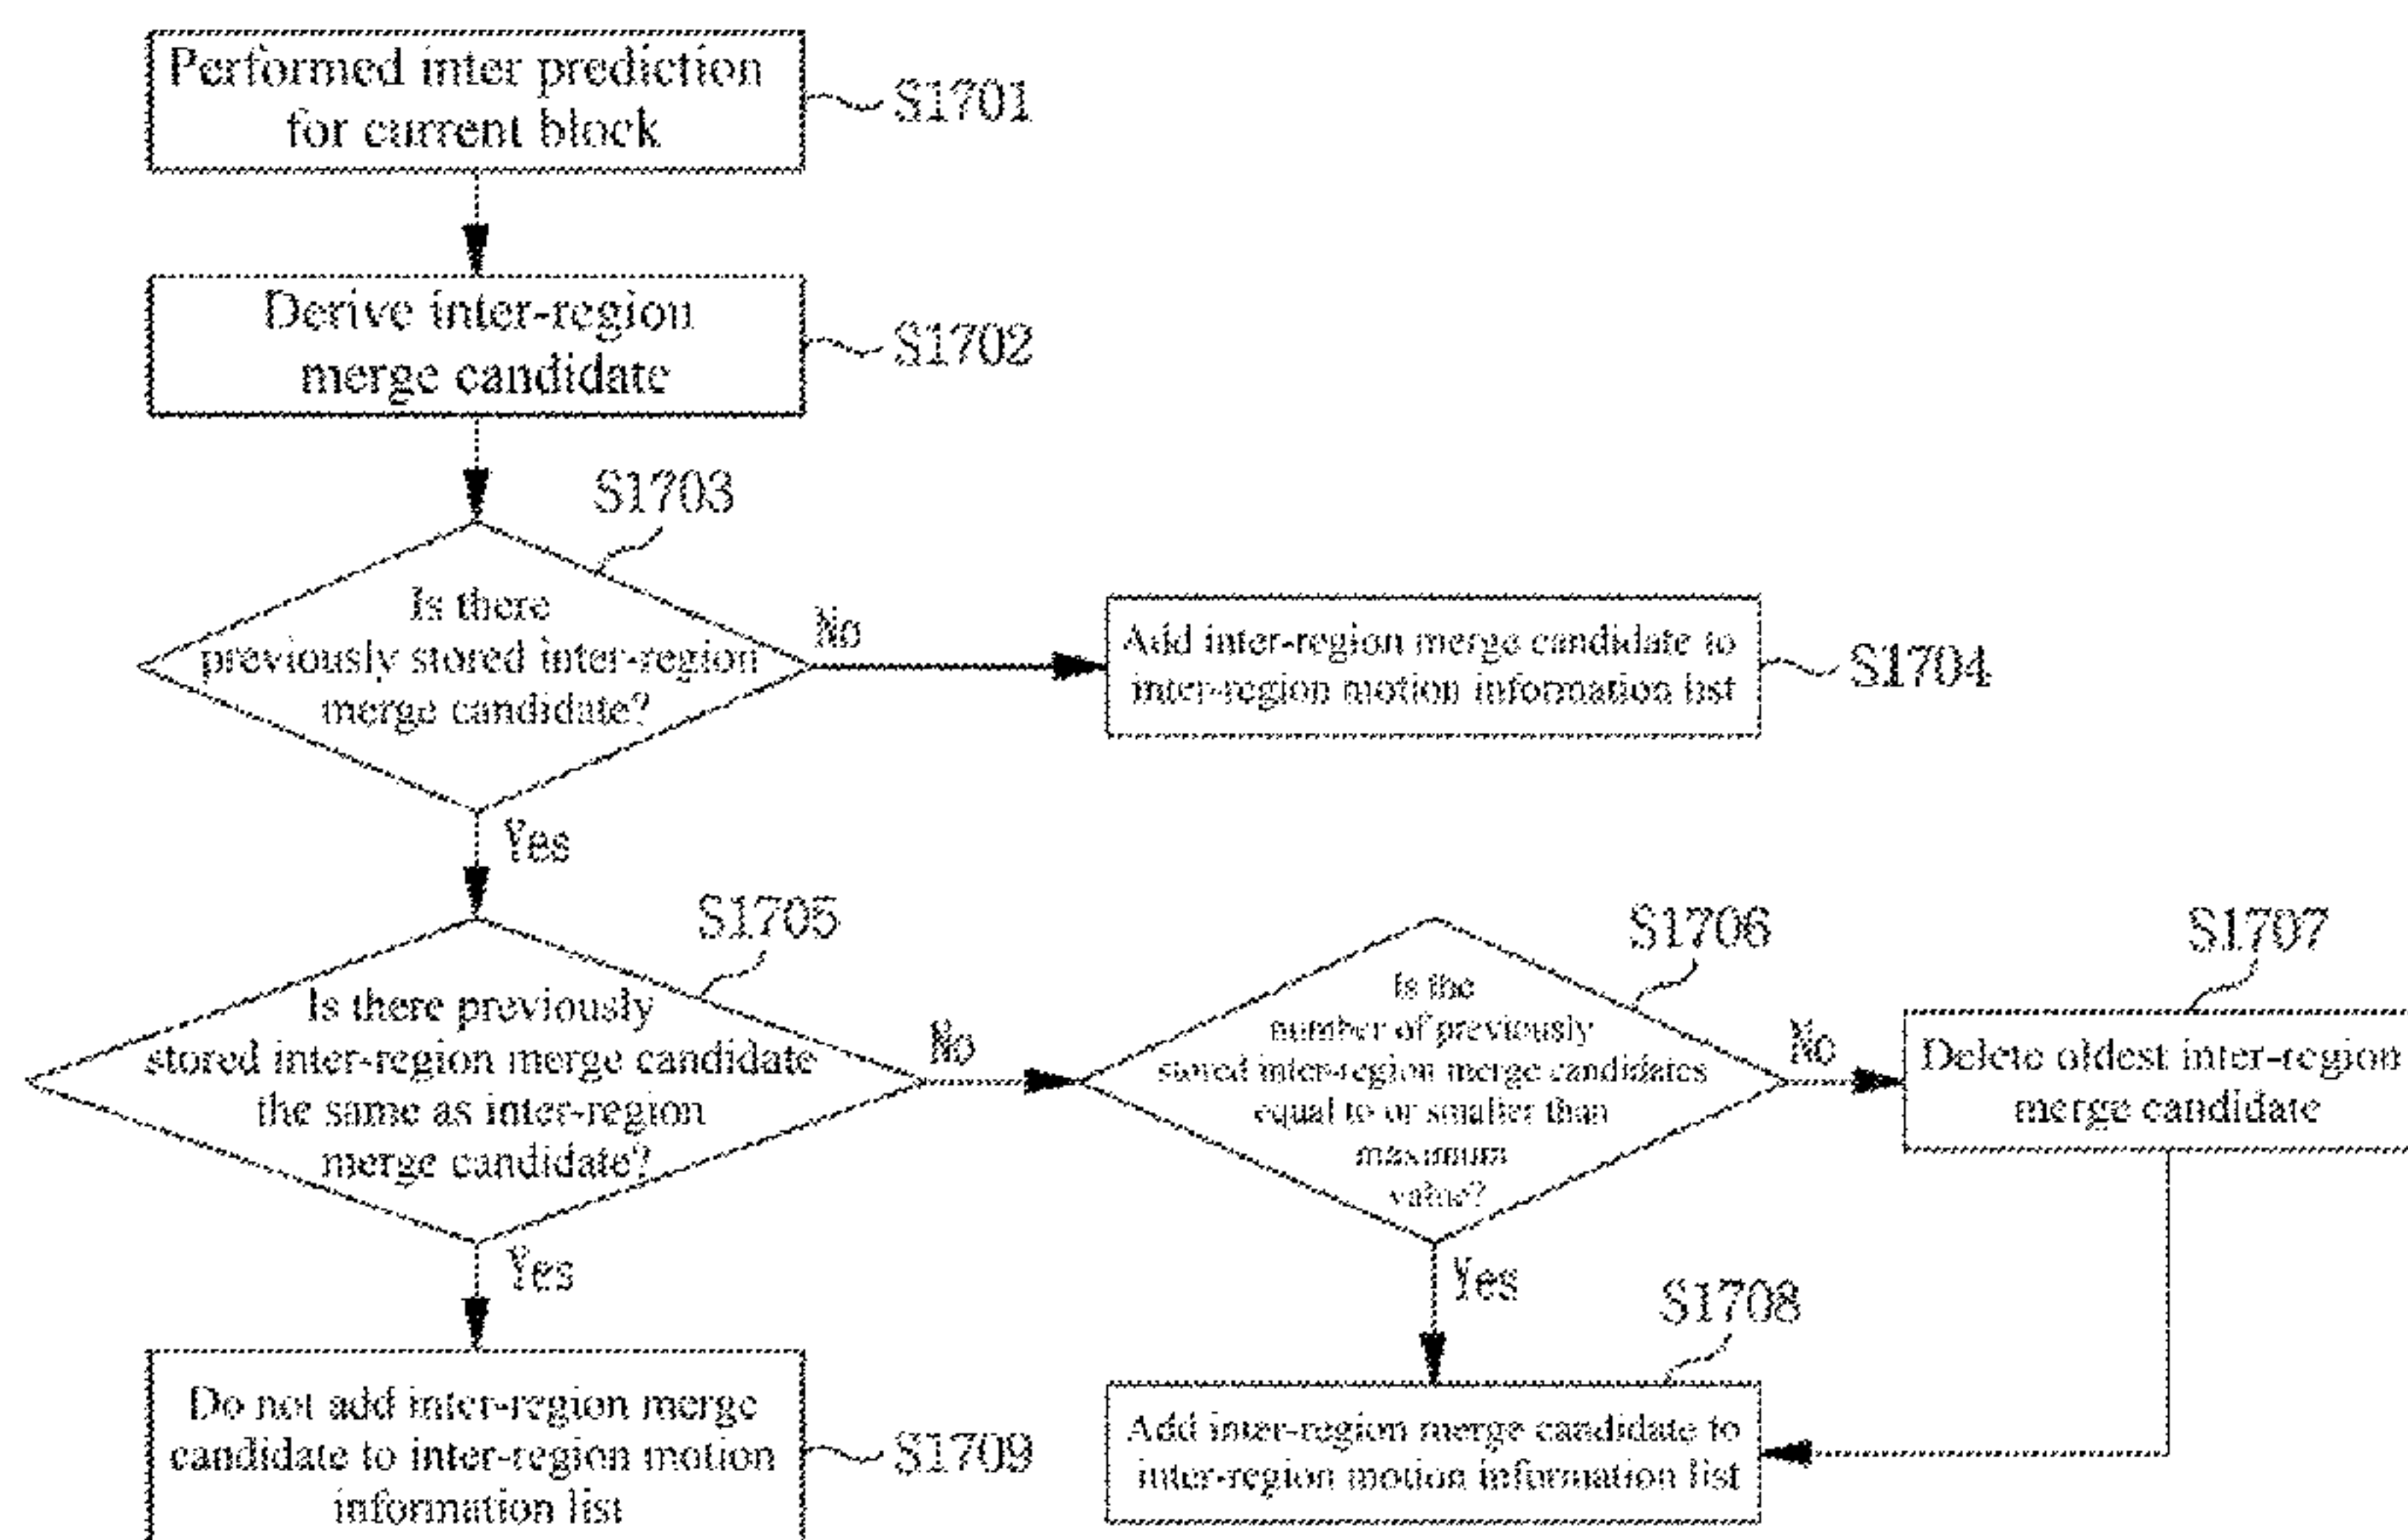 Performed inter prediction
for current block
S1701
Derive inter-region
merge candidate
S1702
S1703
Is there
previously stored inter-region
merge candidate?
No
Add inter-region merge candidate to
inter-region motion information list
S1704
Yes
S1705
Is there previously
stored inter-region merge candidate
the same as inter-region
merge candidate?
No
S1706
Is the
number of previously
stored inter-region merge candidates
equal to or smaller than
maximum
value?
No
S1707
Delete oldest inter-region
merge candidate
Yes
Yes
S1708
Do not add inter-region merge
candidate to inter-region motion
information list
S1709
Add inter-region merge candidate to
inter-region motion information list